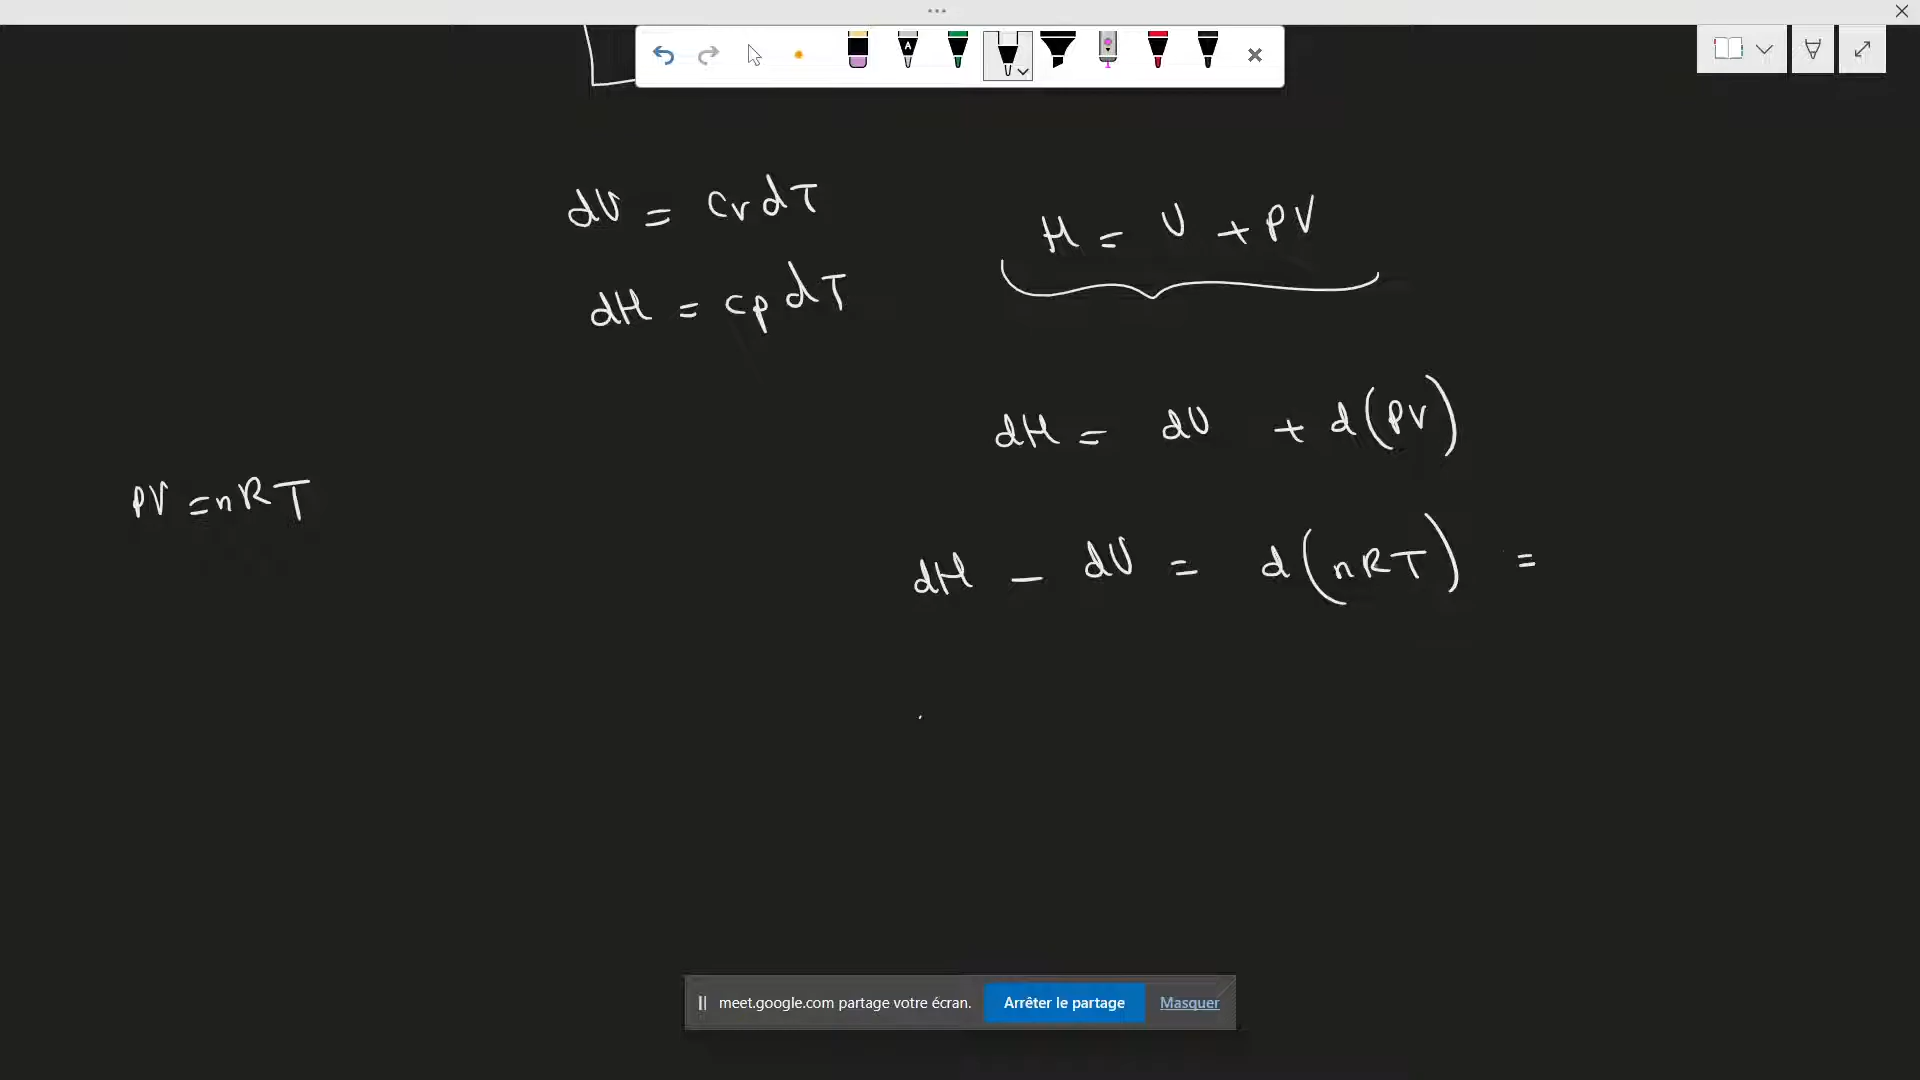 A
dU = cv dT
H = U + PV
dH = cp dT
dH = dU + d(PV)
PV = nRT
dH - dU = d(nRT) =
meet.google.com partage votre écran. Arrêter le partage Masquer